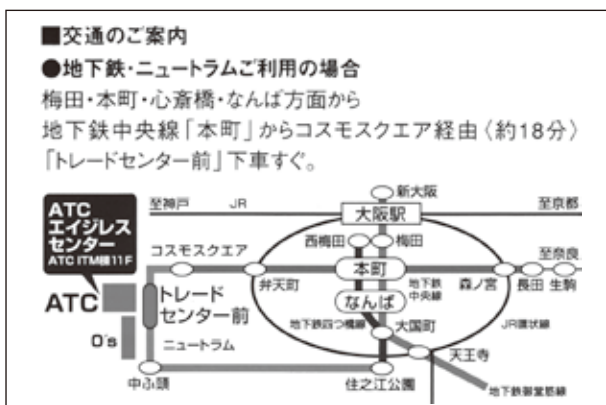 ■交通のご案内
●地下鉄・ニュートラムご利用の場合
梅田・本町・心斎橋・なんば方面から
地下鉄中央線「本町」からコスモスクエア経由〈約18分〉
「トレードセンター前」下車すぐ。
ATC
エイジレス
センター
ATC ITM棟11F
至神戸
JR
新大阪
大阪駅
至京都
西梅田
梅田
コスモスクエア
至奈良
本町
弁天町
地下鉄
中央線
森ノ宮
長田
生駒
ATC
トレード
センター前
なんば
O's
地下鉄四つ橋線
大国町
JR環状線
ニュートラム
天王寺
中ふ頭
住之江公園
地下鉄御堂筋線